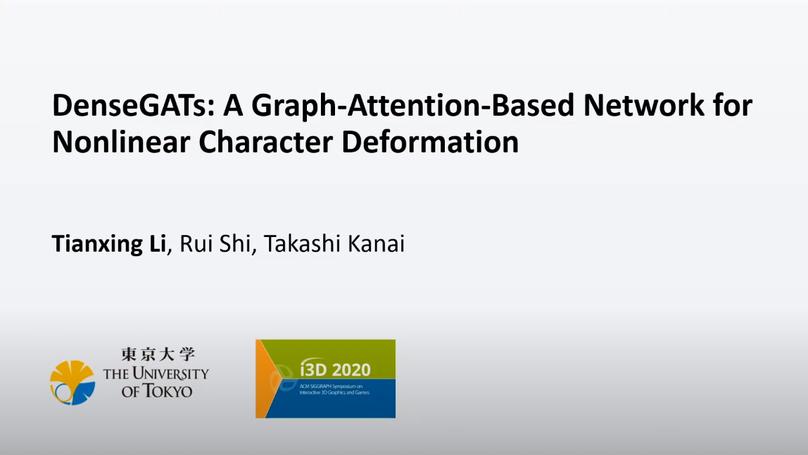 DenseGATs: A Graph-Attention-Based Network for
Nonlinear Character Deformation
Tianxing Li, Rui Shi, Takashi Kanai
東京大学
THE UNIVERSITY
OF TOKYO
i3D 2020
ACM SIGGRAPH Symposium on
Interactive 3D Graphics and Games